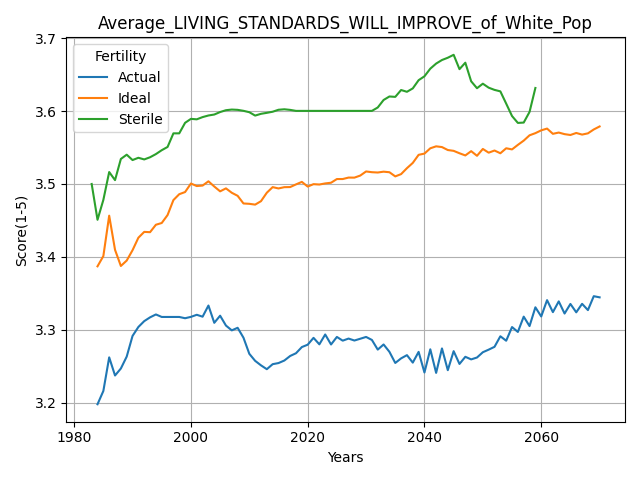 Average_LIVING_STANDARDS_WILL_IMPROVE_of_White_Pop
Fertility
Actual
Ideal
Sterile
Score(1-5)
3.7
3.6
3.5
3.4
3.3
3.2
1980 2000 2020 2040 2060
Years